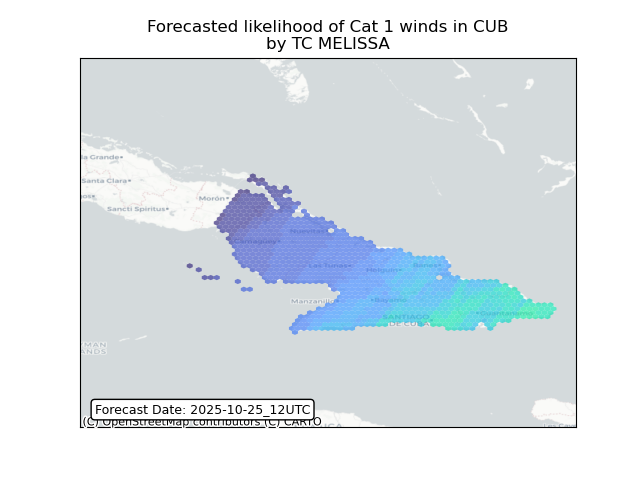 Forecasted likelihood of Cat 1 winds in CUB
by TC MELISSA
la Grande
Santa Clara
Morón
Sancti Spíritus
Camagüey
Nuevitas
Las Tunas
Holguín
Banes
Manzanillo
Bayamo
SANTIAGO
DE CUBA
Guantánamo
MAN
ANDS
Forecast Date: 2025-10-25_12UTC
(C) OpenStreetMap contributors (C) CARTO